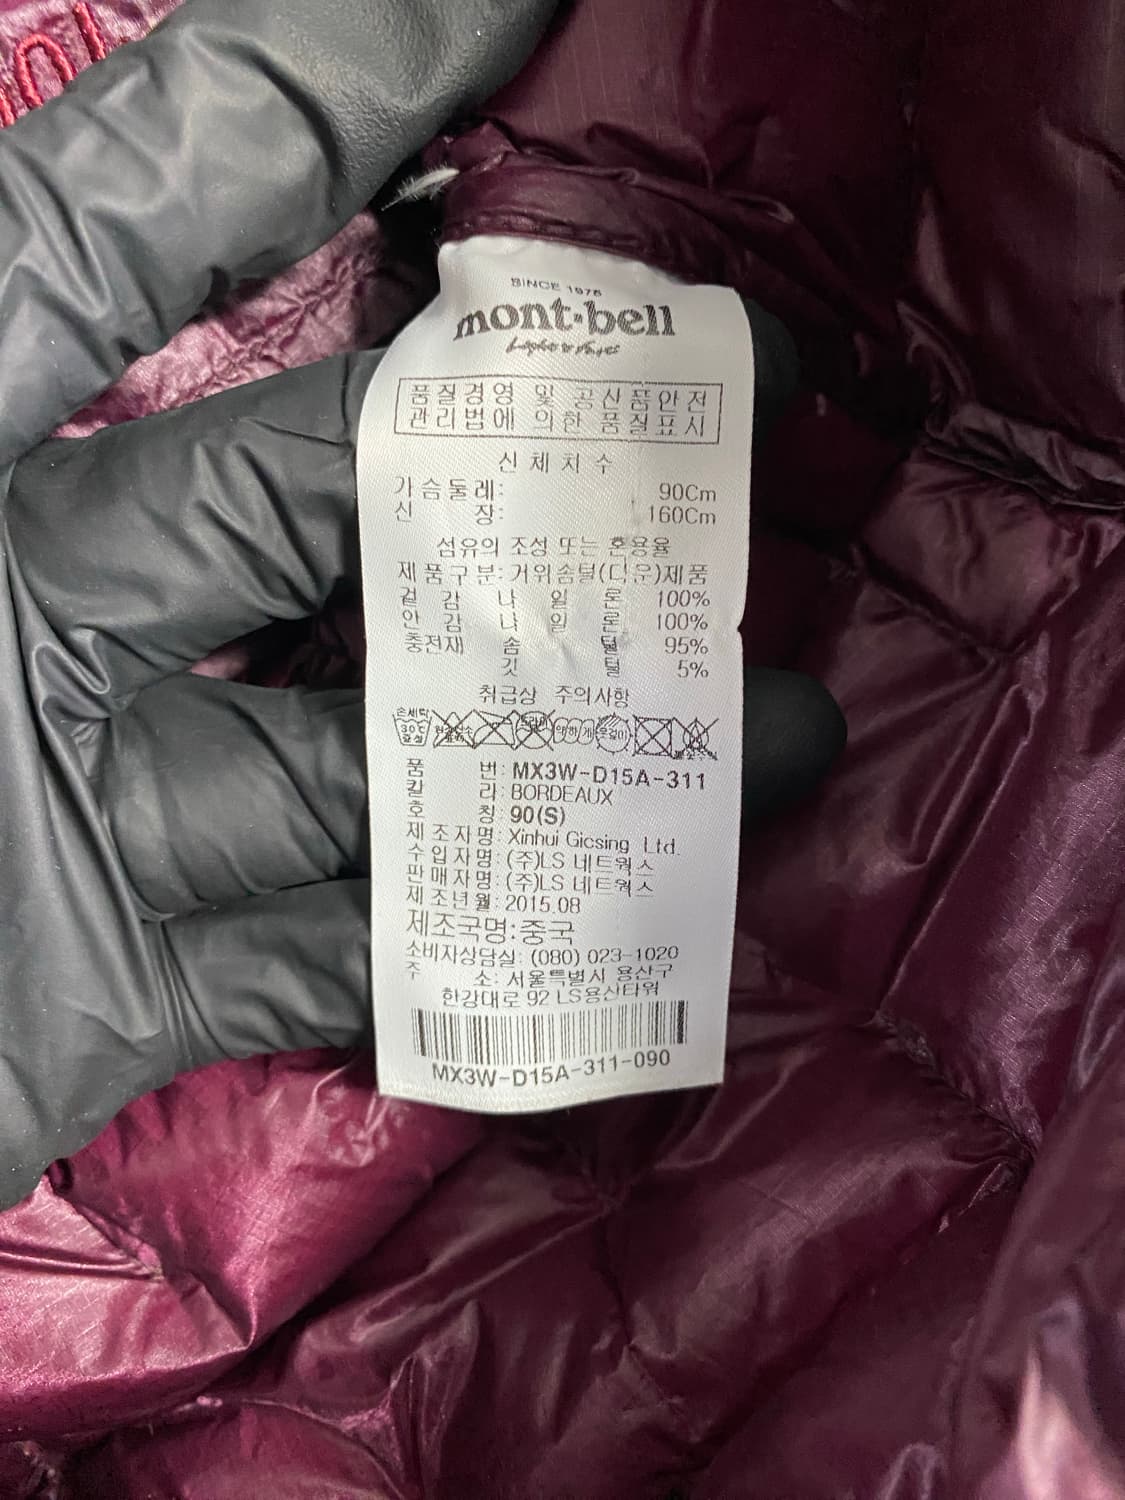 SINCE 1975
mont·bell
Light & Fast
품질경영 및 공산품안전
관리법에 의한 품질표시
신체치수
가슴둘레: 90Cm
신 장: 160Cm
섬유의 조성 또는 혼용율
제품구분: 거위솜털(다운)제품
겉감 나일론 100%
안감 나일론 100%
충전재 솜털 95%
깃털 5%
취급상 주의사항
손세탁
30℃
중성
품 번: MX3W-D15A-311
칼 라: BORDEAUX
호 칭: 90(S)
제조자명: Xinhui Gicsing Ltd.
수입자명: (주)LS 네트웍스
판매자명: (주)LS 네트웍스
제조년월: 2015.08
제조국명: 중국
소비자상담실: (080) 023-1020
주 소: 서울특별시 용산구
한강대로 92 LS용산타워
MX3W-D15A-311-090